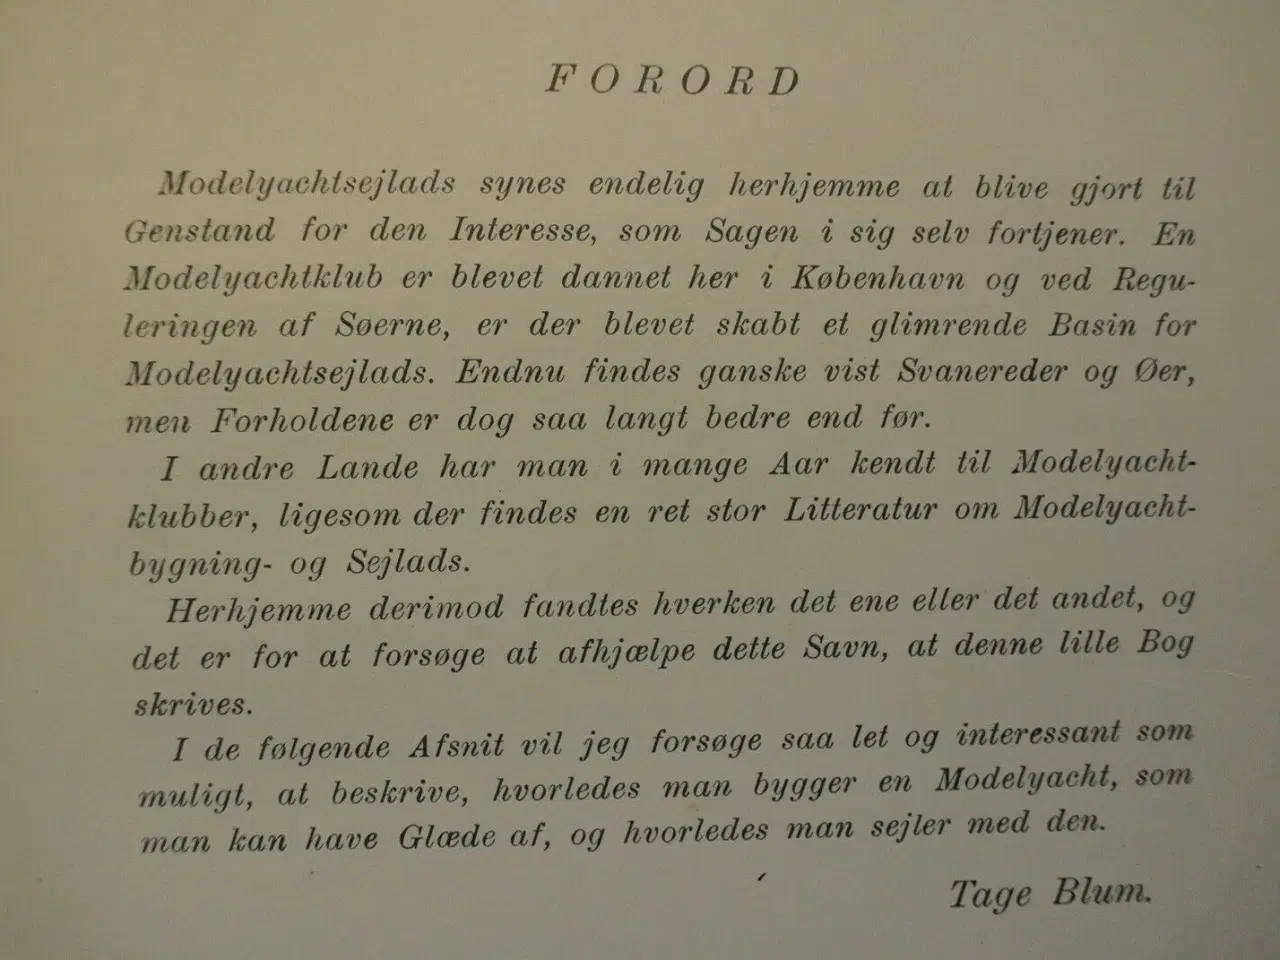 FORORD
Modelyachtsejlads synes endelig herhjemme at blive gjort til
Genstand for den Interesse, som Sagen i sig selv fortjener. En
Modelyachtklub er blevet dannet her i København og ved Regu-
leringen af Søerne, er der blevet skabt et glimrende Basin for
Modelyachtsejlads. Endnu findes ganske vist Svanereder og Øer,
men Forholdene er dog saa langt bedre end før.
I andre Lande har man i mange Aar kendt til Modelyacht-
klubber, ligesom der findes en ret stor Litteratur om Modelyacht-
bygning- og Sejlads.
Herhjemme derimod fandtes hverken det ene eller det andet, og
det er for at forsøge at afhjælpe dette Savn, at denne lille Bog
skrives.
I de følgende Afsnit vil jeg forsøge saa let og interessant som
muligt, at beskrive, hvorledes man bygger en Modelyacht, som
man kan have Glæde af, og hvorledes man sejler med den.
Tage Blum.